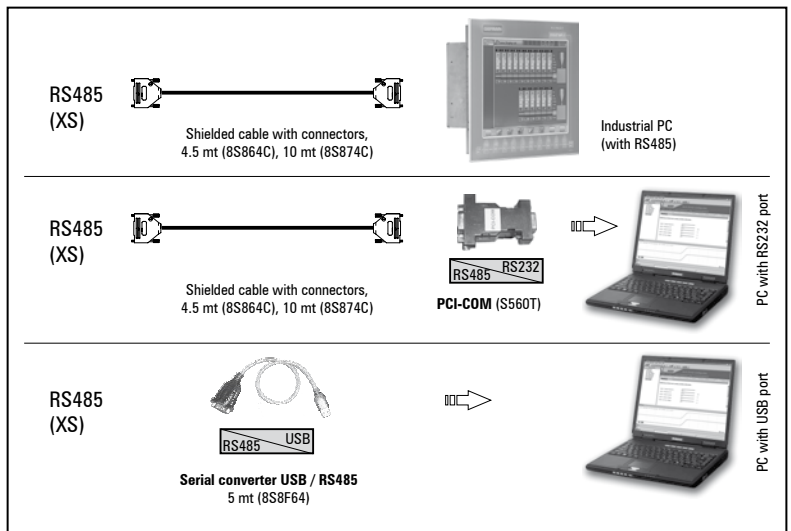 RS485
(XS)
Shielded cable with connectors,
4.5 mt (8S864C), 10 mt (8S874C)
Industrial PC
(with RS485)
RS485
(XS)
Shielded cable with connectors,
4.5 mt (8S864C), 10 mt (8S874C)
RS485 RS232
PCI-COM (S560T)
PC with RS232 port
RS485
(XS)
RS485 USB
Serial converter USB / RS485
5 mt (8S8F64)
PC with USB port